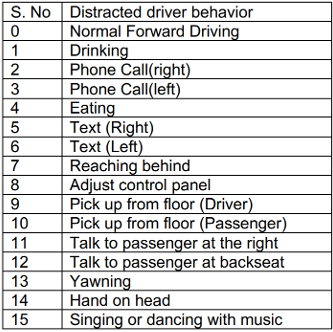 S. No Distracted driver behavior
0 Normal Forward Driving
1 Drinking
2 Phone Call(right)
3 Phone Call(left)
4 Eating
5 Text (Right)
6 Text (Left)
7 Reaching behind
8 Adjust control panel
9 Pick up from floor (Driver)
10 Pick up from floor (Passenger)
11 Talk to passenger at the right
12 Talk to passenger at backseat
13 Yawning
14 Hand on head
15 Singing or dancing with music